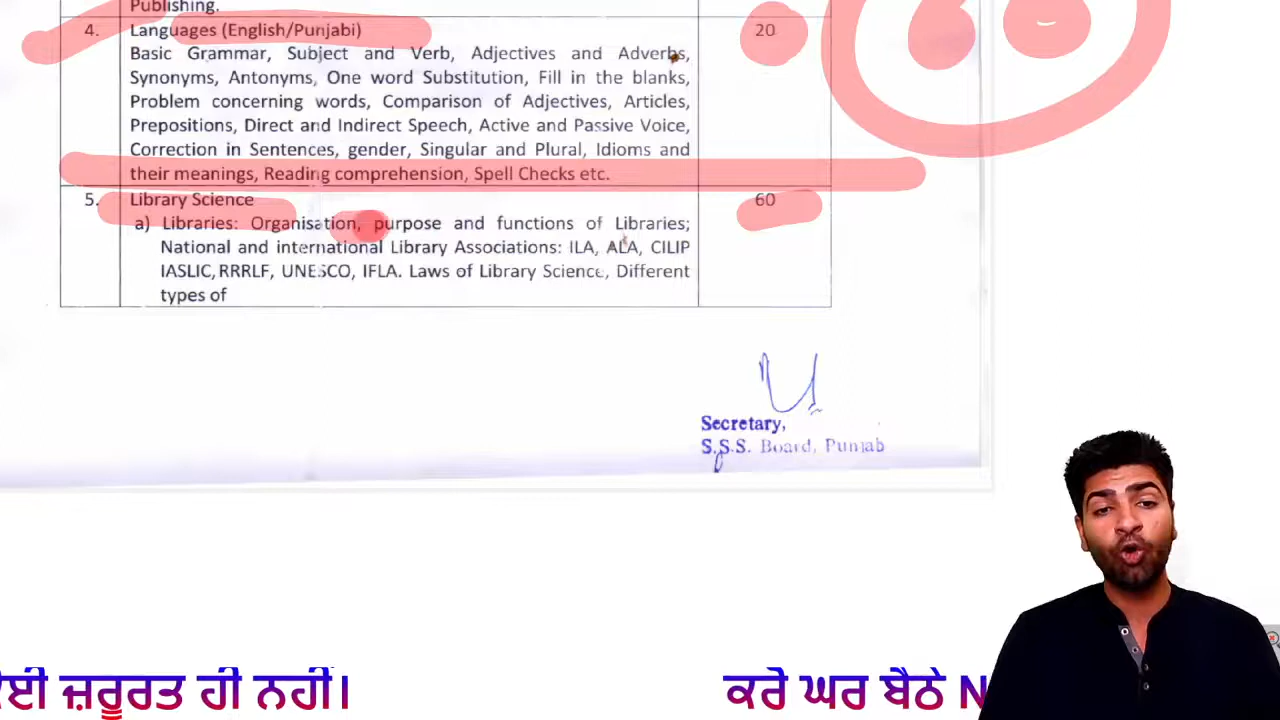 Publishing.
4. Languages (English/Punjabi) 20
Basic Grammar, Subject and Verb, Adjectives and Adverbs,
Synonyms, Antonyms, One word Substitution, Fill in the blanks,
Problem concerning words, Comparison of Adjectives, Articles,
Prepositions, Direct and Indirect Speech, Active and Passive Voice,
Correction in Sentences, gender, Singular and Plural, Idioms and
their meanings, Reading comprehension, Spell Checks etc.
5. Library Science 60
a) Libraries: Organisation, purpose and functions of Libraries;
National and international Library Associations: ILA, ALA, CILIP
IASLIC, RRRLF, UNESCO, IFLA. Laws of Library Science, Different
types of
Secretary,
S.S.S. Board, Punjab
ਜ਼ਰੂਰਤ ਹੀ ਨਹੀਂ। ਕਰੋ ਘਰ ਬੈਠੇ N